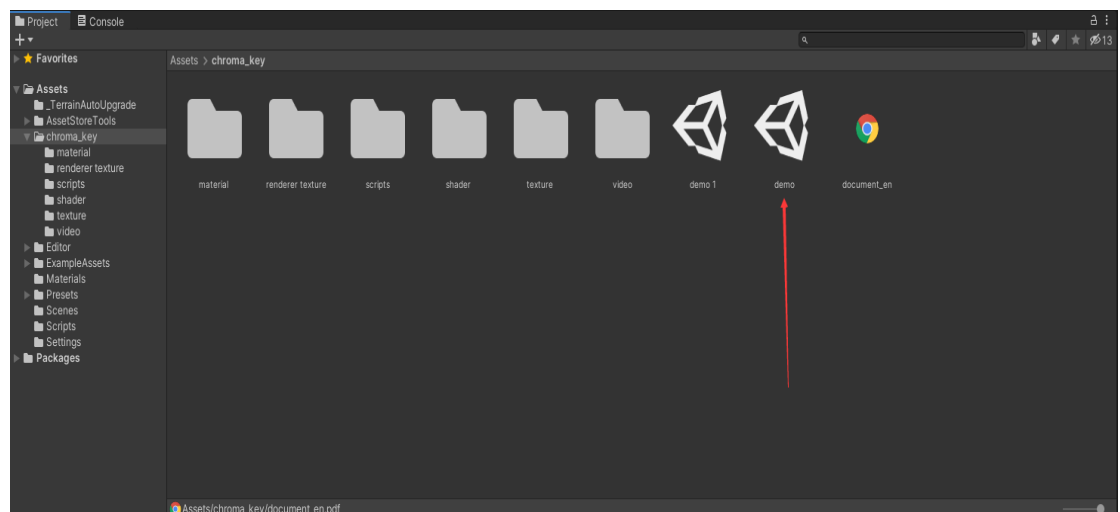 Project Console
13
Favorites
Assets > chroma_key
Assets
_TerrainAutoUpgrade
AssetStoreTools
chroma_key
material
renderer texture
scripts
shader
texture
video
Editor
ExampleAssets
Materials
Presets
Scenes
Scripts
Settings
Packages
material renderer texture scripts shader texture video demo 1 demo document_en
Assets/chroma_key/document_en.pdf